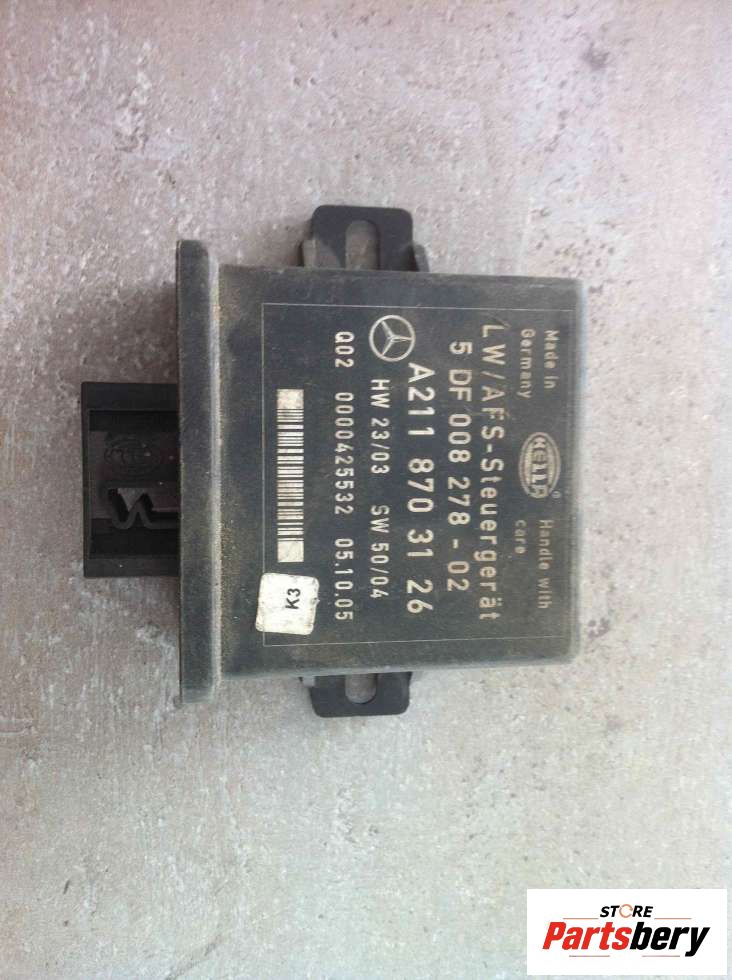 Made in
Germany
HELLA
®
Handle with
care
LW/AFS-Steuergerät
5 DF 008 278-02
A211 870 31 26
HW 23/03 SW 50/04
Q02 0000425532 05.10.05
K3
HELLA
STORE
Partsbery